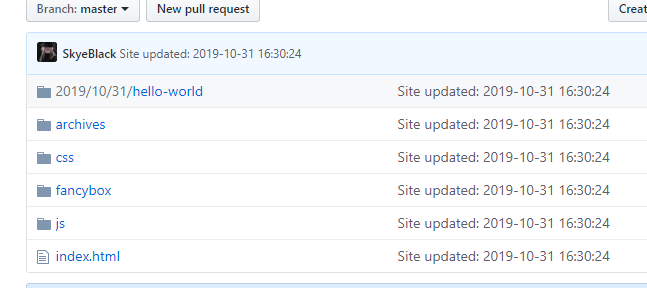 Branch: master New pull request Creat
SkyeBlack Site updated: 2019-10-31 16:30:24
2019/10/31/hello-world Site updated: 2019-10-31 16:30:24
archives Site updated: 2019-10-31 16:30:24
css Site updated: 2019-10-31 16:30:24
fancybox Site updated: 2019-10-31 16:30:24
js Site updated: 2019-10-31 16:30:24
index.html Site updated: 2019-10-31 16:30:24